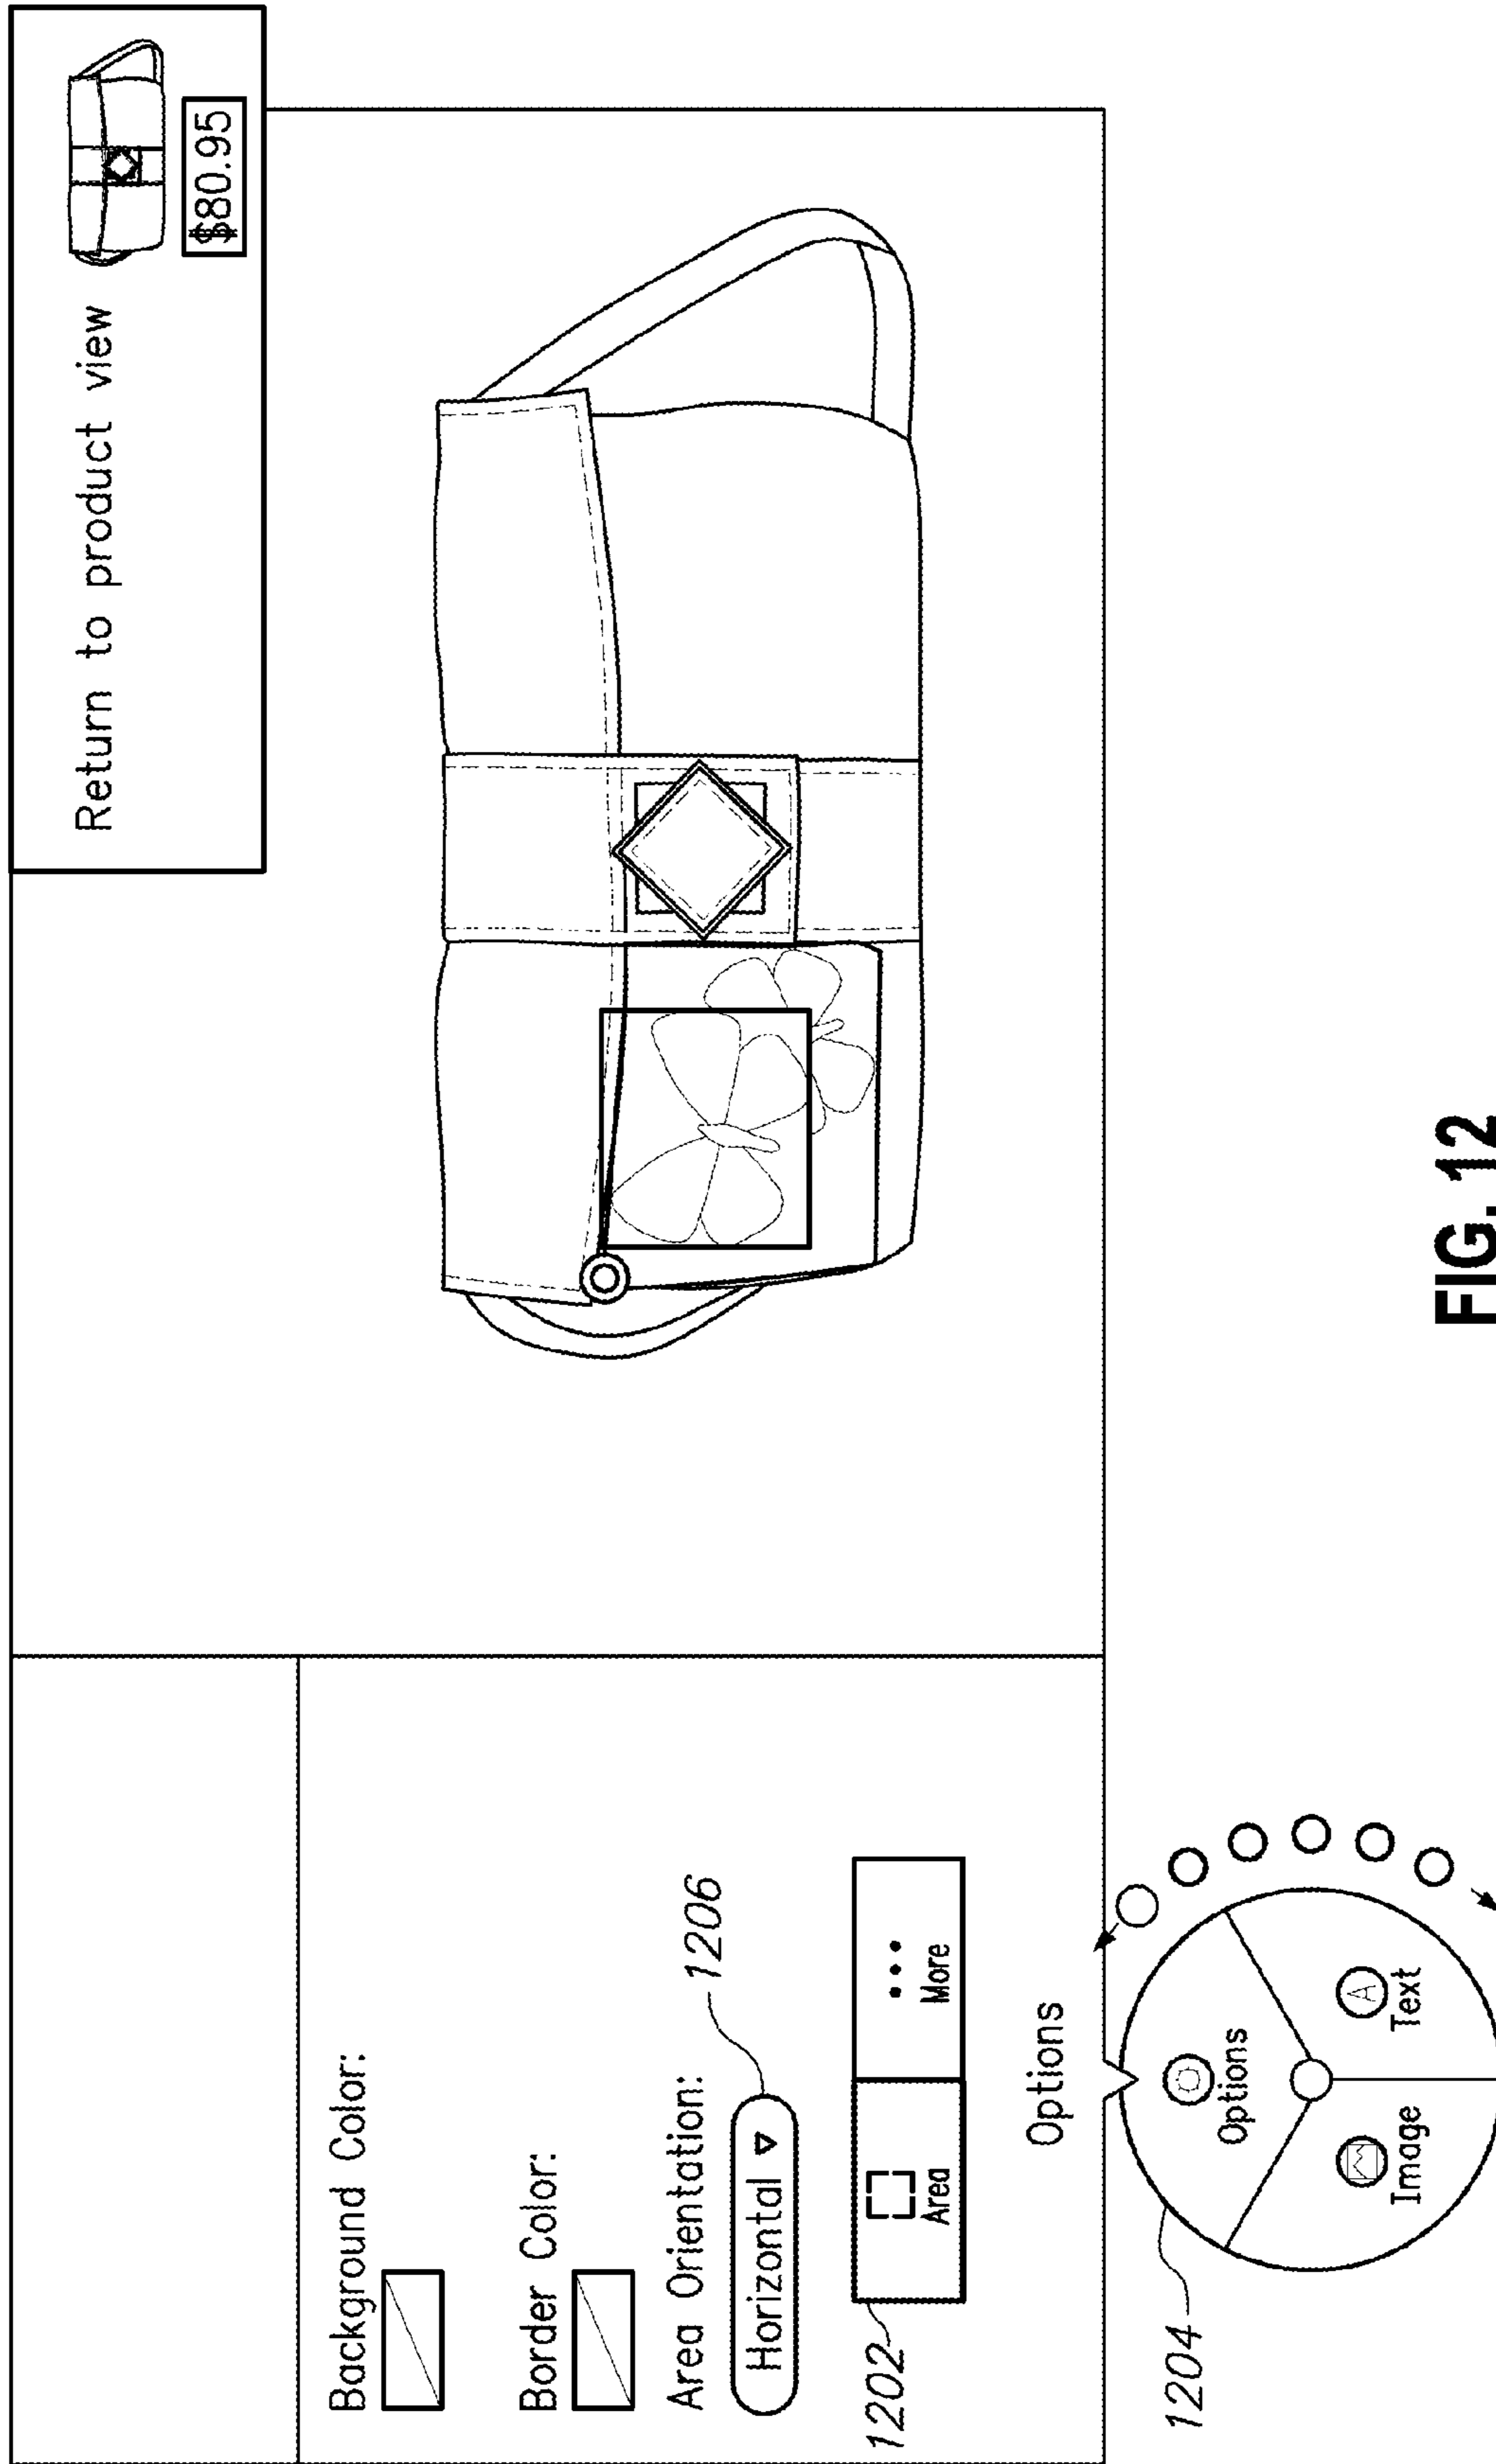 Return to product view
$80.95
Background Color:
Border Color:
Area Orientation:
Horizontal
1206
1202
Area
More
Options
1204
Options
Image
A
Text
FIG. 12